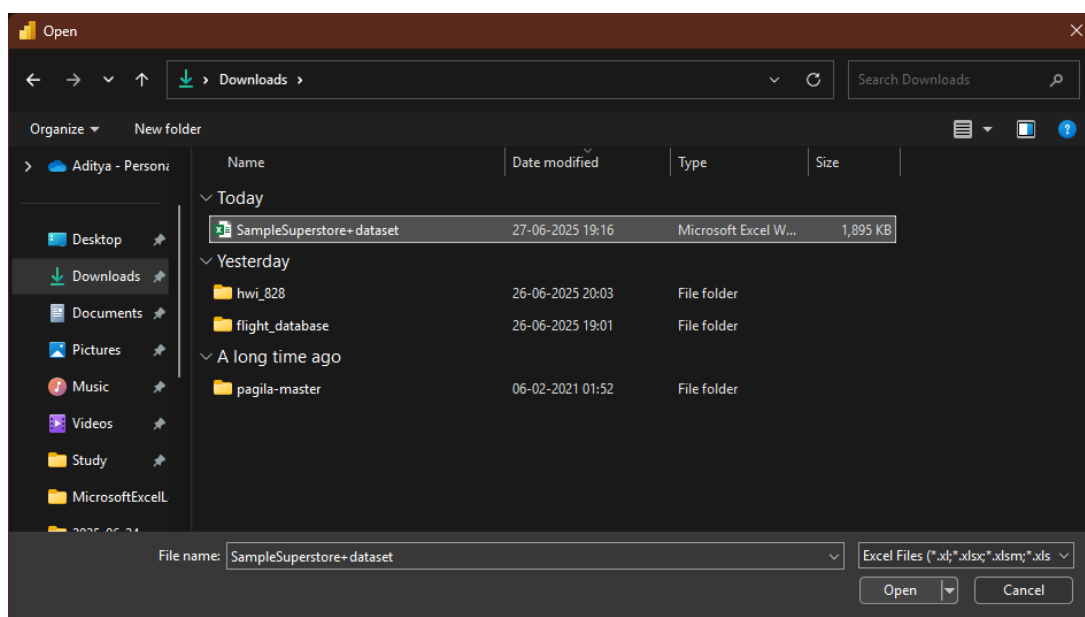 Open
Downloads
Search Downloads
Organize
New folder
Aditya - Persona
Desktop
Downloads
Documents
Pictures
Music
Videos
Study
MicrosoftExcelL
Name Date modified Type Size
Today
SampleSuperstore+dataset 27-06-2025 19:16 Microsoft Excel W... 1,895 KB
Yesterday
hwi_828 26-06-2025 20:03 File folder
flight_database 26-06-2025 19:01 File folder
A long time ago
pagila-master 06-02-2021 01:52 File folder
File name: SampleSuperstore+dataset
Excel Files (*.xl;*.xlsx;*.xlsm;*.xls
Open
Cancel